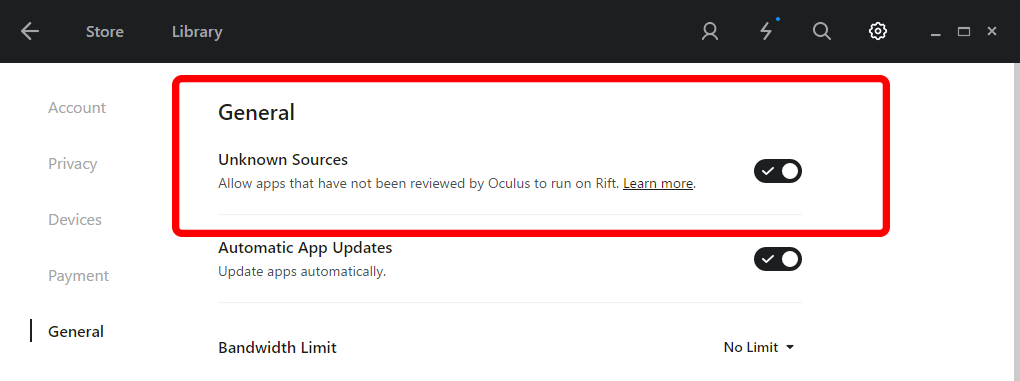 Store
Library
Account
Privacy
Devices
Payment
General
General
Unknown Sources
Allow apps that have not been reviewed by Oculus to run on Rift. Learn more.
Automatic App Updates
Update apps automatically.
Bandwidth Limit
No Limit